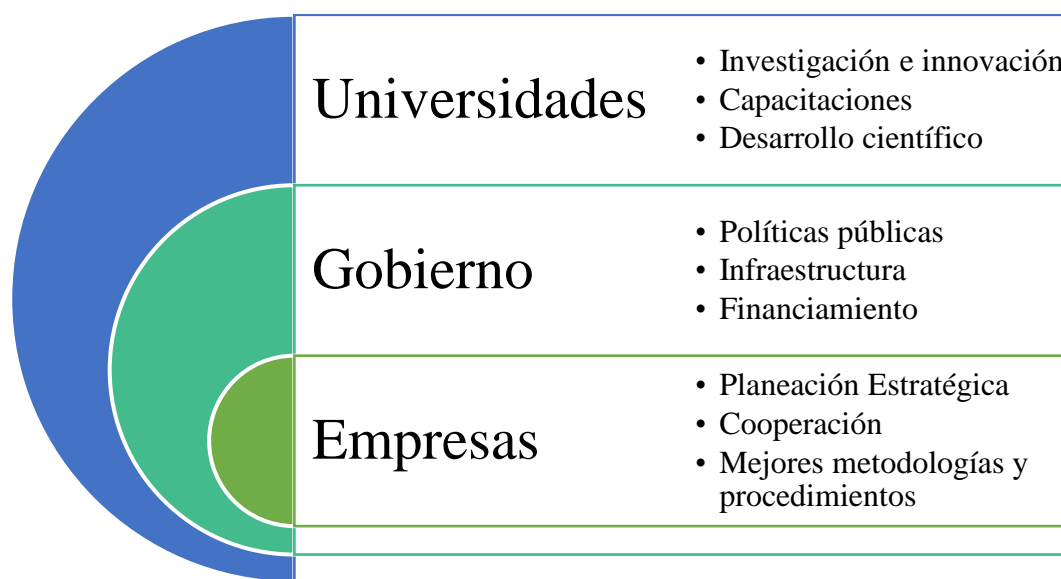 Universidades
• Investigación e innovación
• Capacitaciones
• Desarrollo científico
Gobierno
• Políticas públicas
• Infraestructura
• Financiamiento
Empresas
• Planeación Estratégica
• Cooperación
• Mejores metodologías y
procedimientos